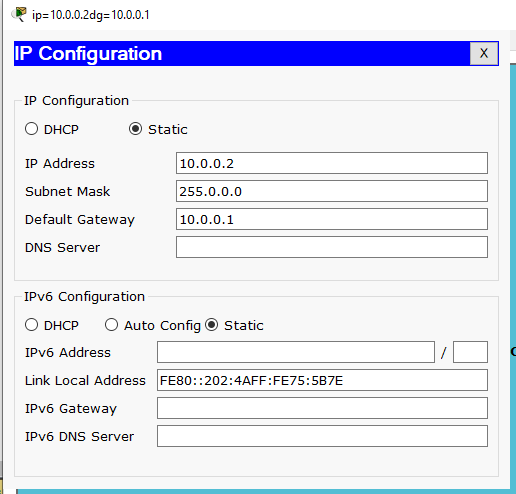 ip=10.0.0.2dg=10.0.0.1
IP Configuration X
IP Configuration
DHCP Static
IP Address 10.0.0.2
Subnet Mask 255.0.0.0
Default Gateway 10.0.0.1
DNS Server
IPv6 Configuration
DHCP Auto Config Static
IPv6 Address /
Link Local Address FE80::202:4AFF:FE75:5B7E
IPv6 Gateway
IPv6 DNS Server